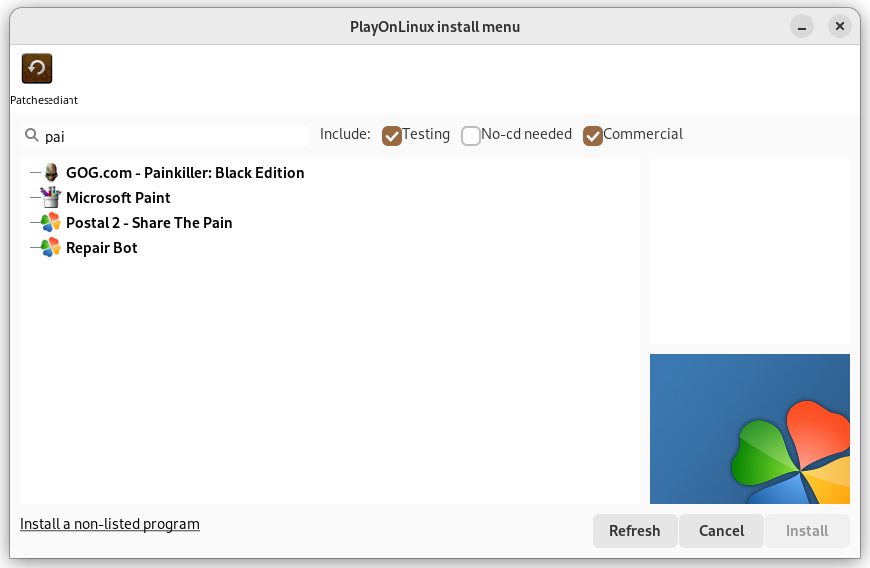 PlayOnLinux install menu
Patches
pai
Include: Testing No-cd needed Commercial
GOG.com - Painkiller: Black Edition
Microsoft Paint
Postal 2 - Share The Pain
Repair Bot
Install a non-listed program
Refresh Cancel Install